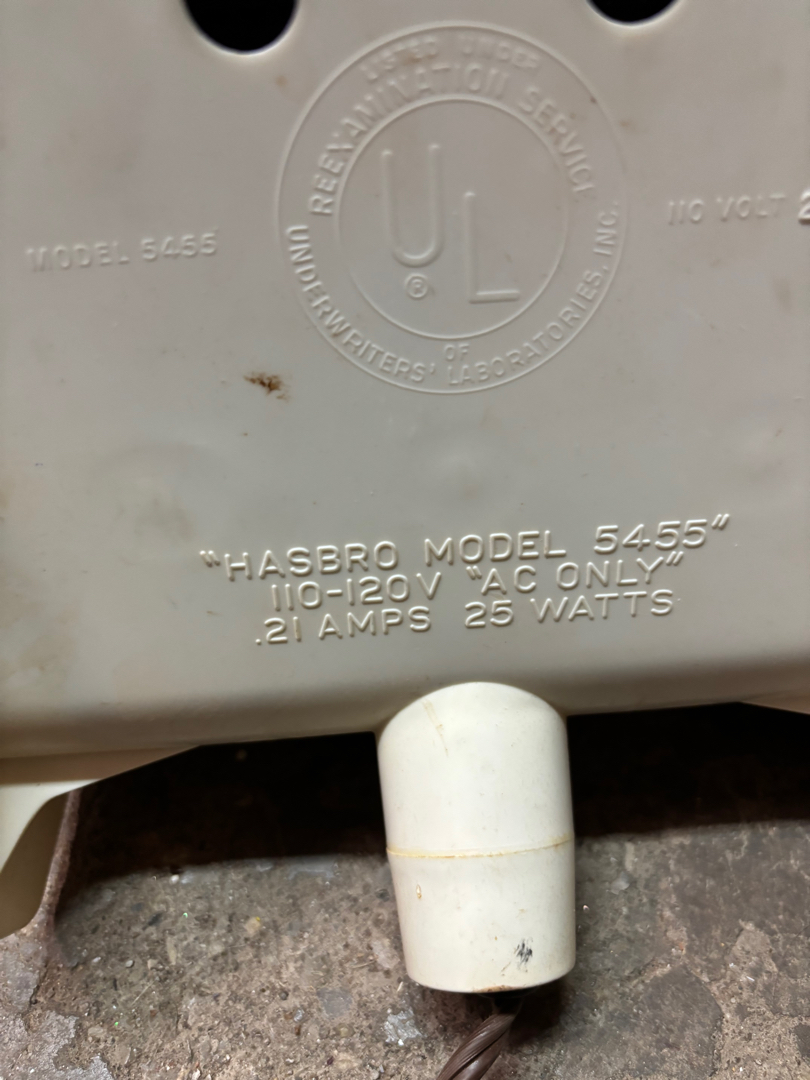 LISTED UNDER
REEXAMINATION SERVICE
UL
®
OF
UNDERWRITERS' LABORATORIES, INC.
MODEL 5455
110 VOLT 2
"HASBRO MODEL 5455"
110-120V "AC ONLY"
.21 AMPS 25 WATTS